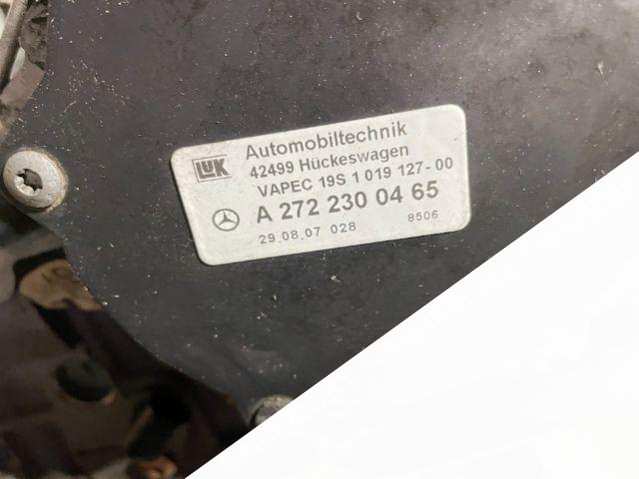 LUK
Automobiltechnik
42499 Hückeswagen
VAPEC 19S 1 019 127-00
A 272 230 04 65
29.08.07 028 8506